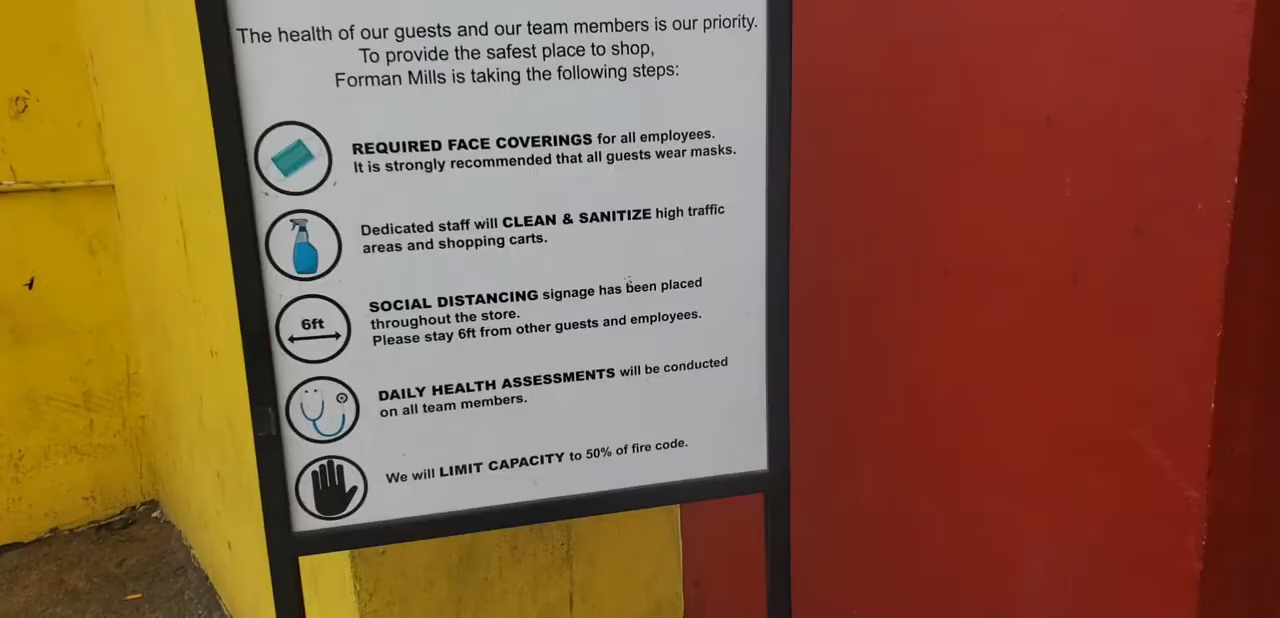 The health of our guests and our team members is our priority.
To provide the safest place to shop,
Forman Mills is taking the following steps:
REQUIRED FACE COVERINGS for all employees.
It is strongly recommended that all guests wear masks.
Dedicated staff will CLEAN & SANITIZE high traffic
areas and shopping carts.
6ft
SOCIAL DISTANCING signage has been placed
throughout the store.
Please stay 6ft from other guests and employees.
DAILY HEALTH ASSESSMENTS will be conducted
on all team members.
We will LIMIT CAPACITY to 50% of fire code.